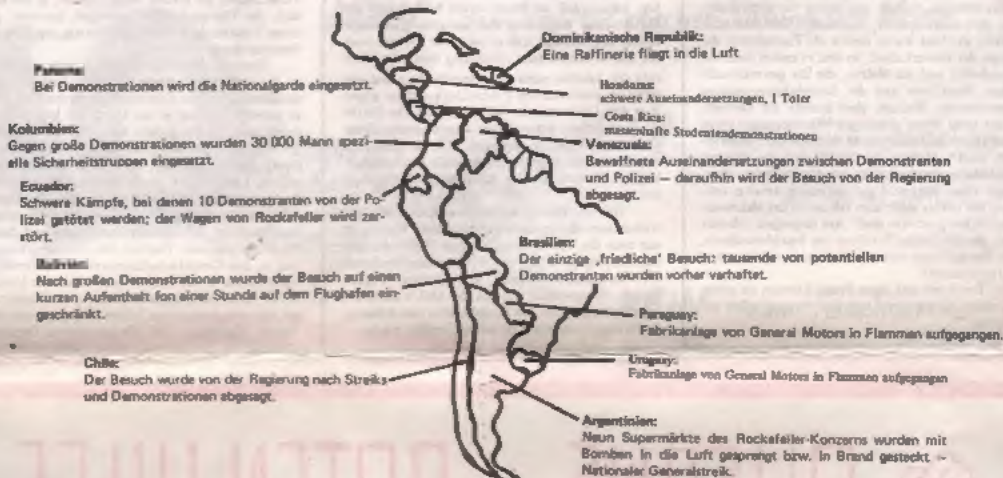 Dominikanische Republik:
Eine Raffinerie fliegt in die Luft.
Panama:
Bei Demonstrationen wird die Nationalgarde eingesetzt.
Honduras:
schwere Auseinandersetzungen, 1 Toter
Costa Rica:
massenhafte Studentendemonstrationen
Kolumbien:
Gegen große Demonstrationen wurden 30 000 Mann spezi-
elle Sicherheitstruppen eingesetzt.
Venezuela:
Bewaffnete Auseinandersetzungen zwischen Demonstranten
und Polizei — daraufhin wird der Besuch von der Regierung
abgesagt.
Ecuador:
Schwere Kämpfe, bei denen 10 Demonstranten von der Po-
lizei getötet werden; der Wagen von Rockefeller wird zer-
stört.
Brasilien:
Der einzige ‚friedliche' Besuch: tausende von potentiellen
Demonstranten wurden vorher verhaftet.
Bolivien:
Nach großen Demonstrationen wurde der Besuch auf einen
kurzen Aufenthalt fon einer Stunde auf dem Flughafen ein-
geschränkt.
Paraguay:
Fabrikanlage von General Motors in Flammen aufgegangen.
Chile:
Der Besuch wurde von der Regierung nach Streiks
und Demonstrationen abgesagt.
Uruguay:
Fabrikanlage von General Motors in Flammen aufgegangen
Argentinien:
Neun Supermärkte des Rockefeller-Konzerns wurden mit
Bomben in die Luft gesprengt bzw. in Brand gesteckt —
Nationaler Generalstreik.